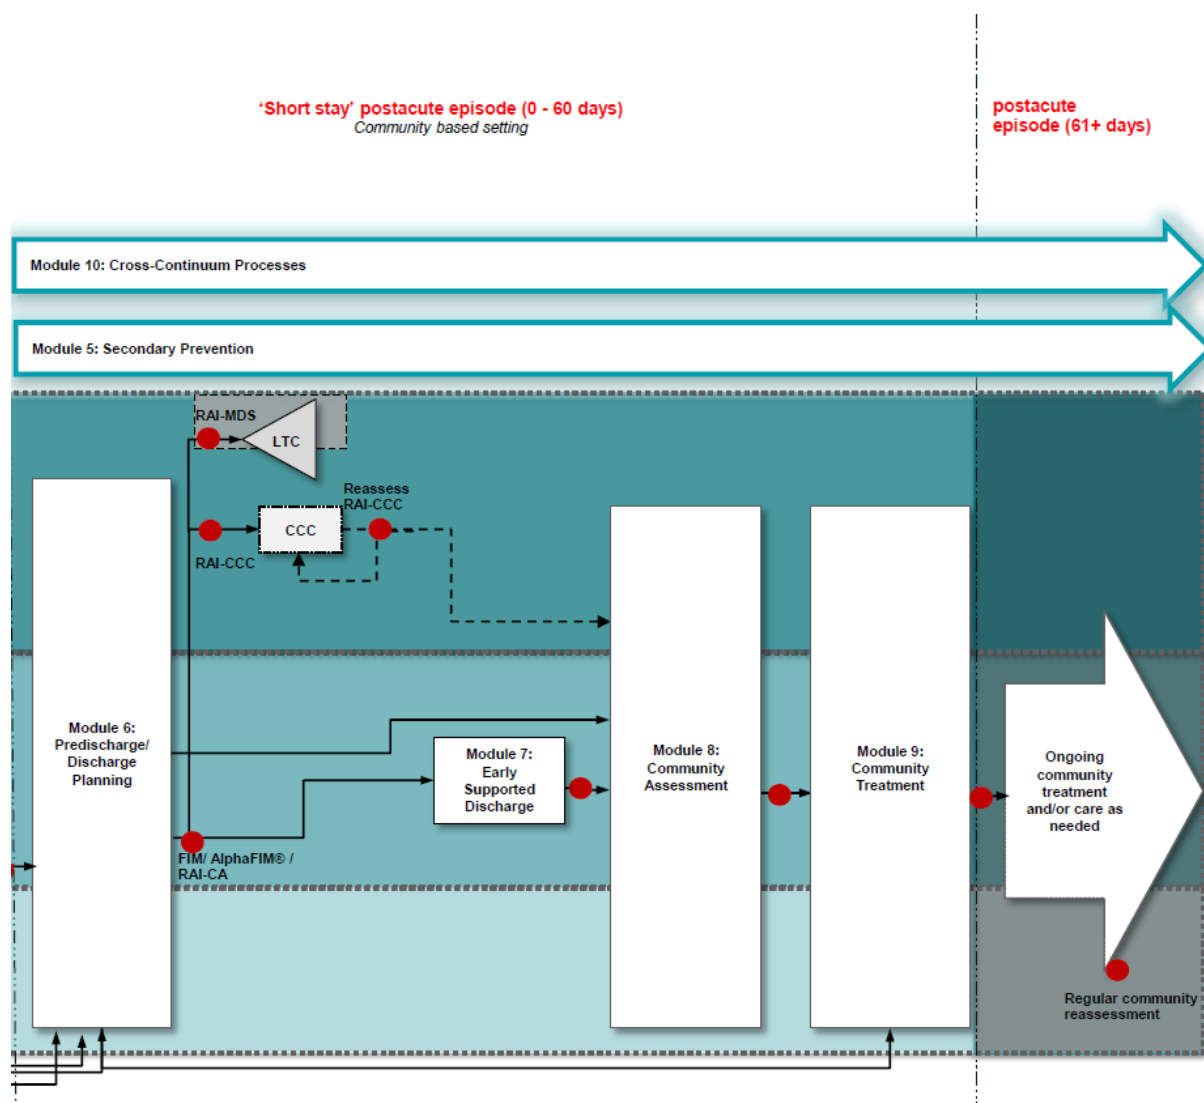 ‘Short stay’ postacute episode (0 - 60 days)
Community based setting
postacute
episode (61+ days)
Module 10: Cross-Continuum Processes
Module 5: Secondary Prevention
RAI-MDS
LTC
Reassess
RAI-CCC
CCC
RAI-CCC
Module 6:
Predischarge/
Discharge
Planning
Module 7:
Early
Supported
Discharge
Module 8:
Community
Assessment
Module 9:
Community
Treatment
Ongoing
community
treatment
and/or care as
needed
FIM/ AlphaFIM® /
RAI-CA
Regular community
reassessment